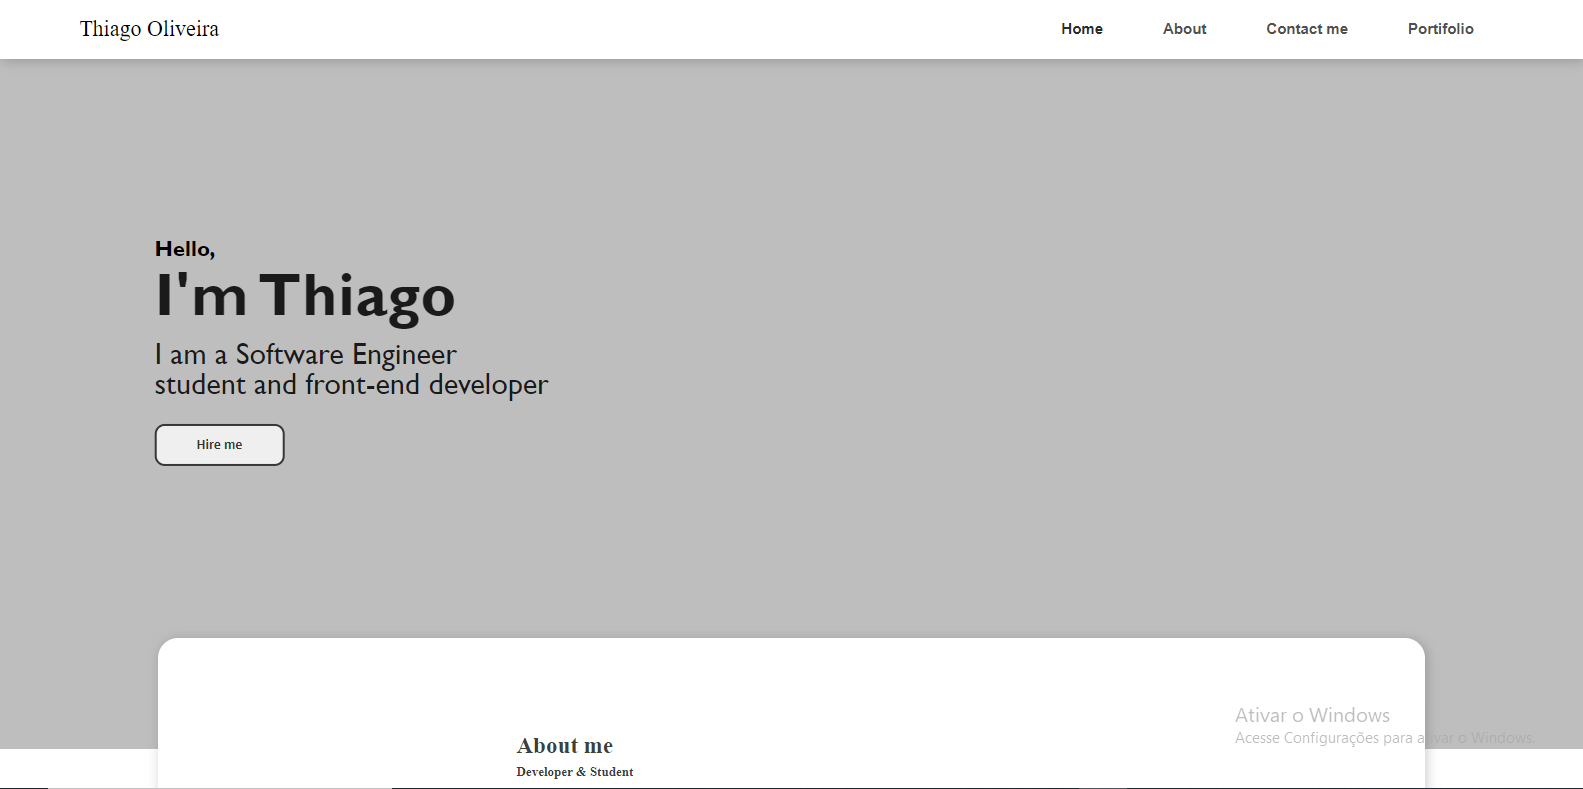 Thiago Oliveira
Home
About
Contact me
Portifolio
Hello,
I'm Thiago
I am a Software Engineer
student and front-end developer
Hire me
About me
Developer & Student
Ativar o Windows
Acesse Configurações para ativar o Windows.